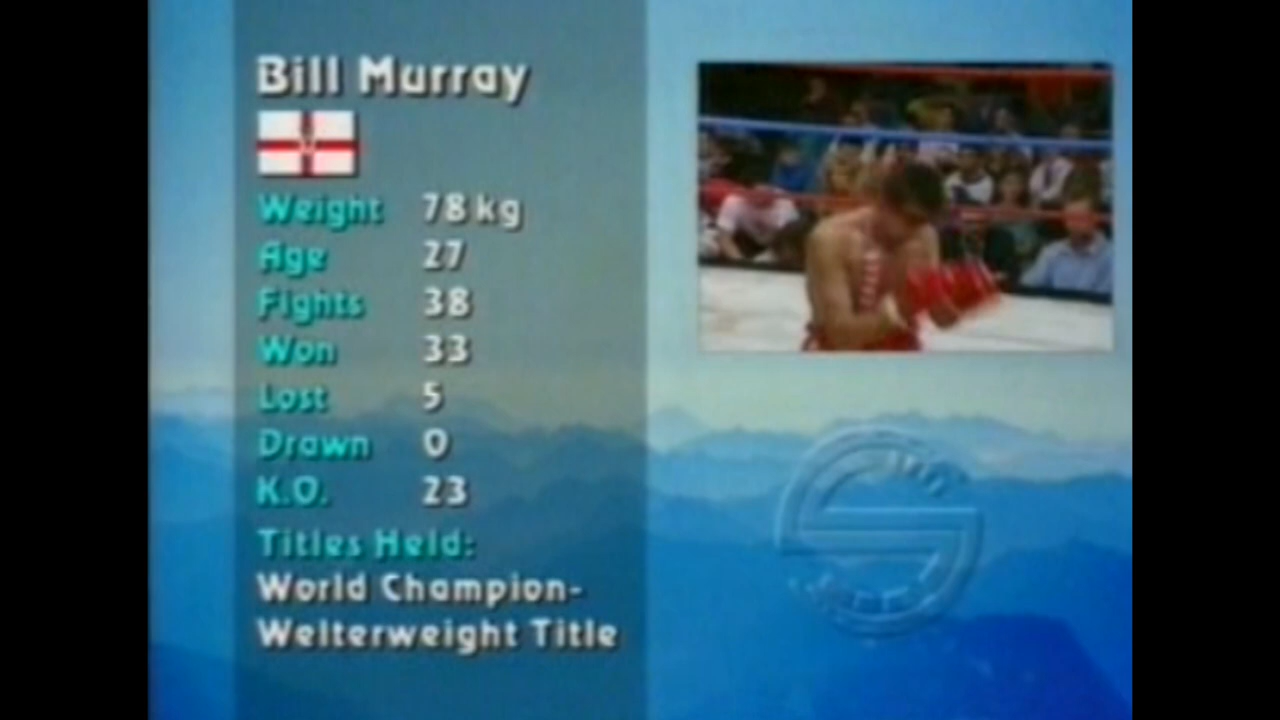 Bill Murray
Weight 78 kg
Age 27
Fights 38
Won 33
Lost 5
Drawn 0
K.O. 23
Titles Held:
World Champion-
Welterweight Title